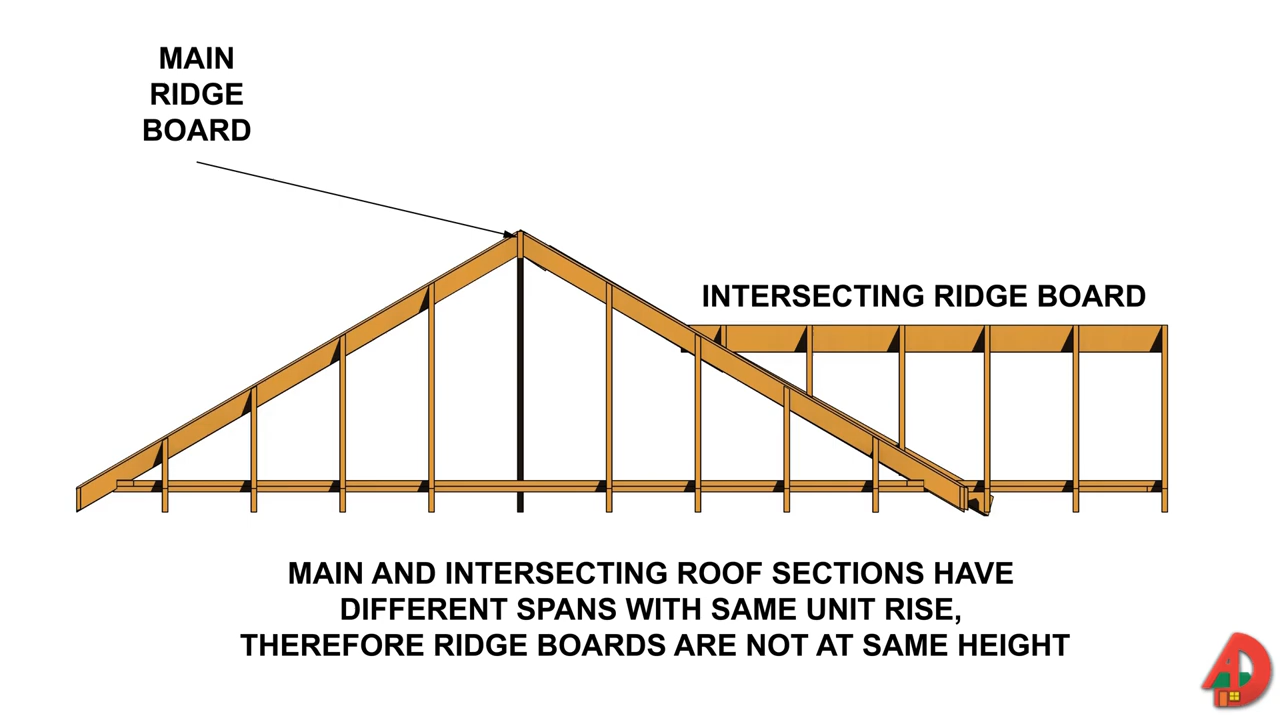 MAIN
RIDGE
BOARD
INTERSECTING RIDGE BOARD
MAIN AND INTERSECTING ROOF SECTIONS HAVE
DIFFERENT SPANS WITH SAME UNIT RISE,
THEREFORE RIDGE BOARDS ARE NOT AT SAME HEIGHT
AD